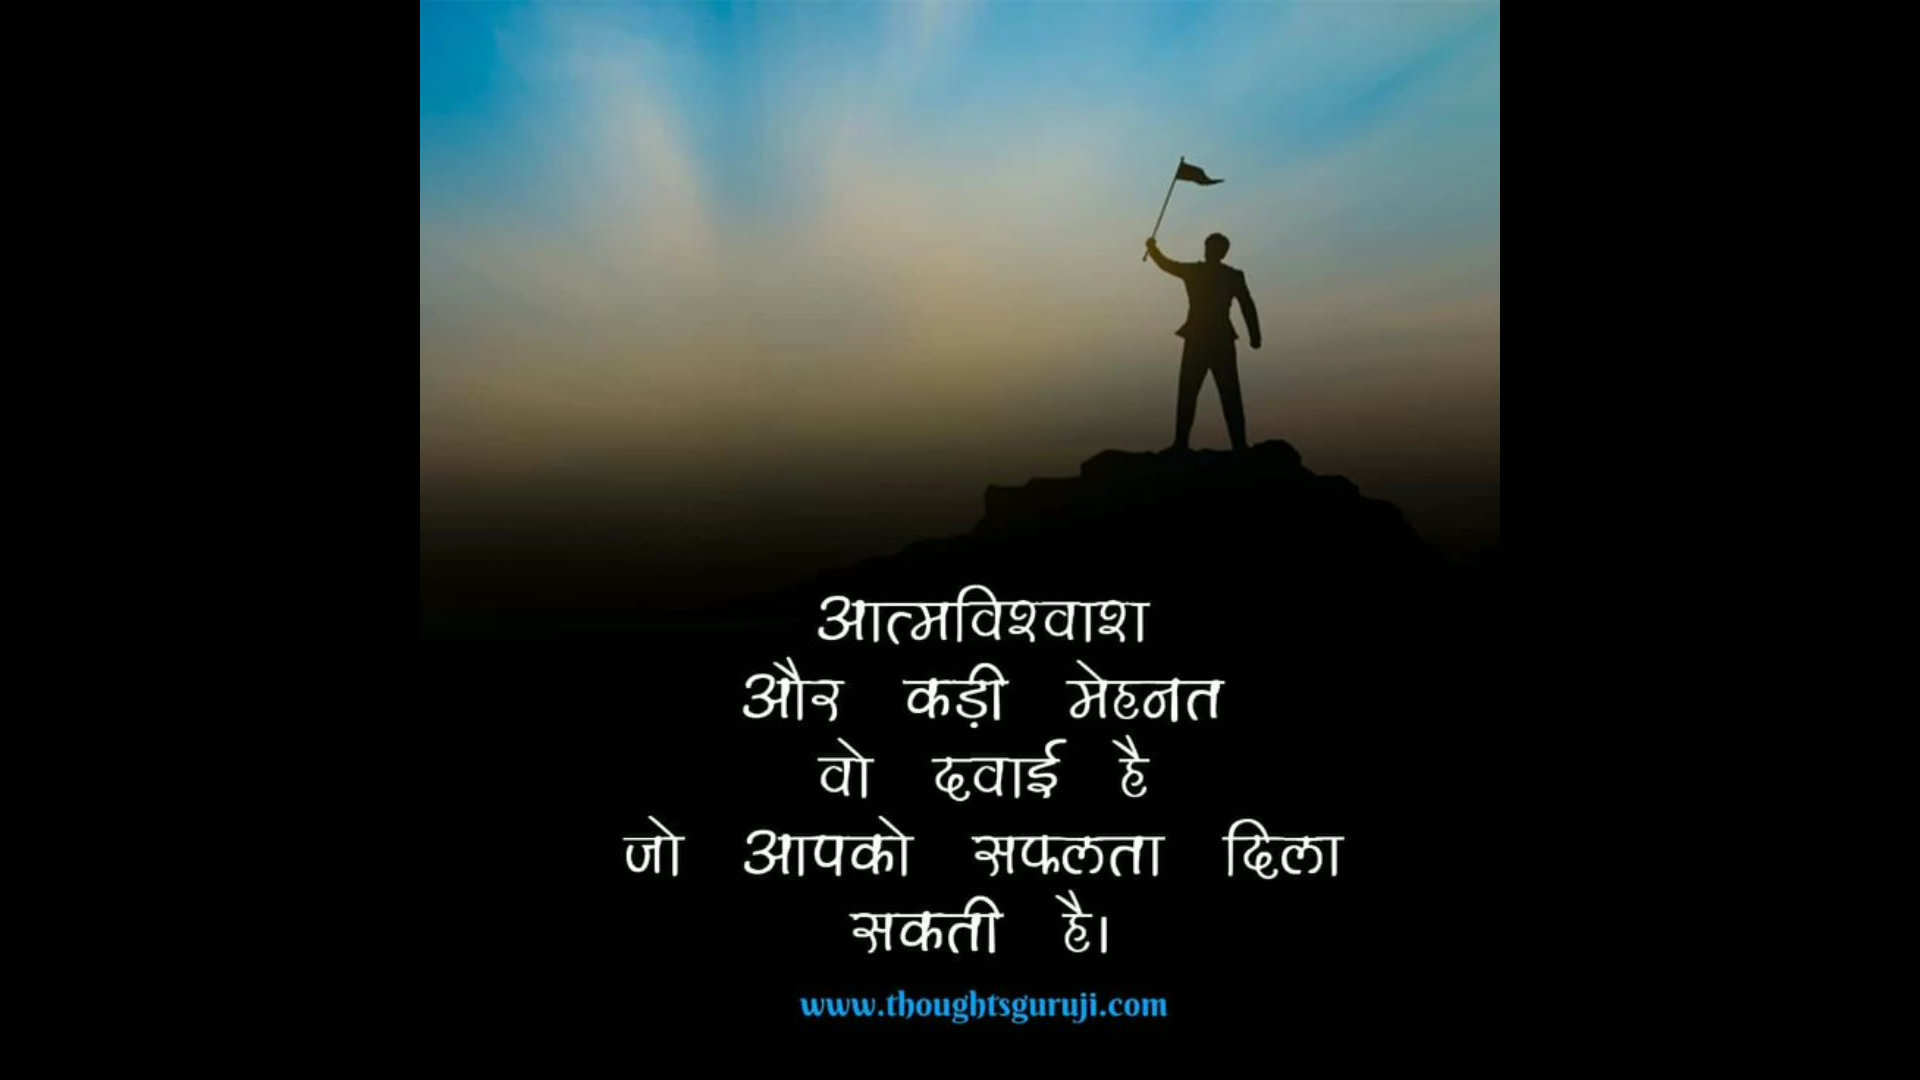 आत्मविश्वाश
और कड़ी मेहनत
वो दवाई है
जो आपको सफलता दिला
सकती है।
www.thoughtsguruji.com